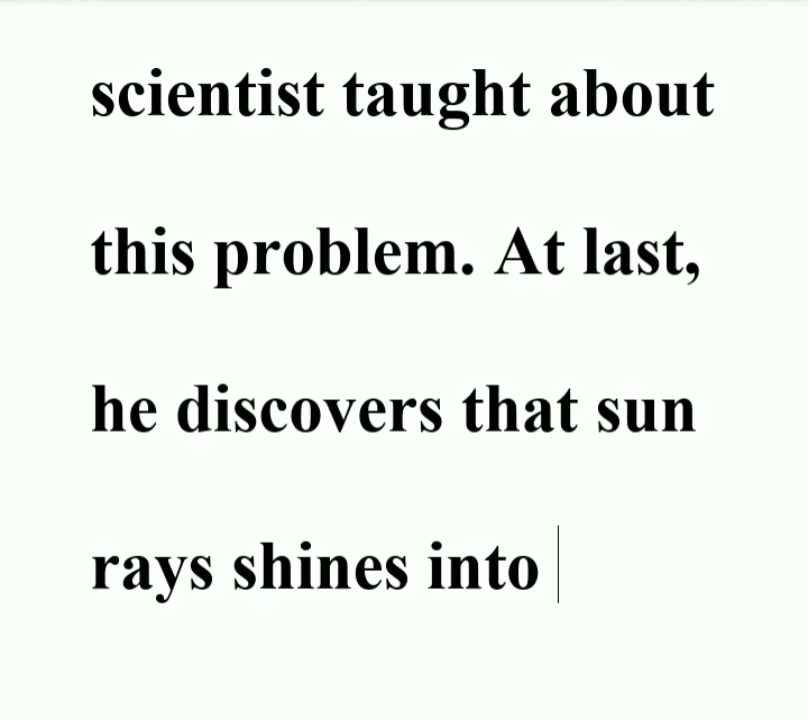 scientist taught about
this problem. At last,
he discovers that sun
rays shines into